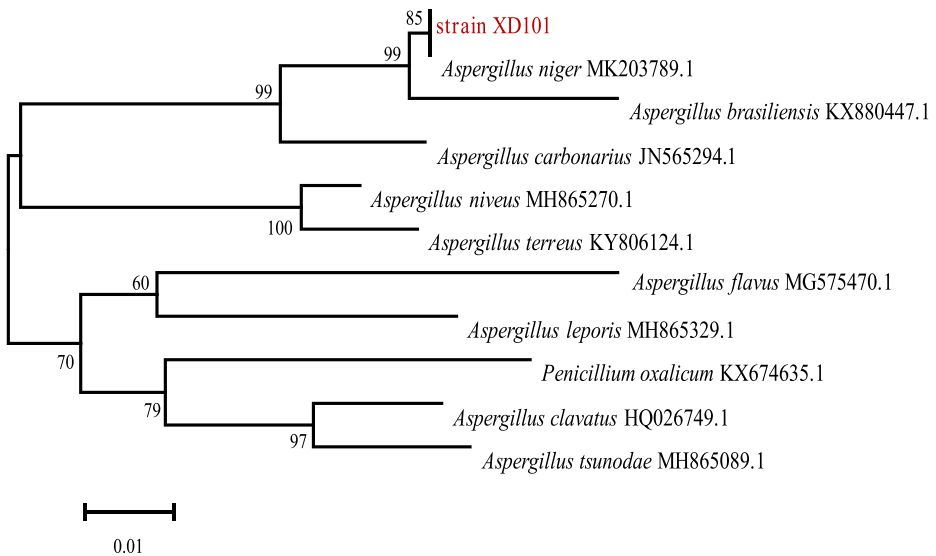 85
strain XD101
99
Aspergillus niger MK203789.1
99
Aspergillus brasiliensis KX880447.1
Aspergillus carbonarius JN565294.1
Aspergillus niveus MH865270.1
100
Aspergillus terreus KY806124.1
60
Aspergillus flavus MG575470.1
Aspergillus leporis MH865329.1
70
Penicillium oxalicum KX674635.1
79
Aspergillus clavatus HQ026749.1
97
Aspergillus tsunodae MH865089.1
0.01